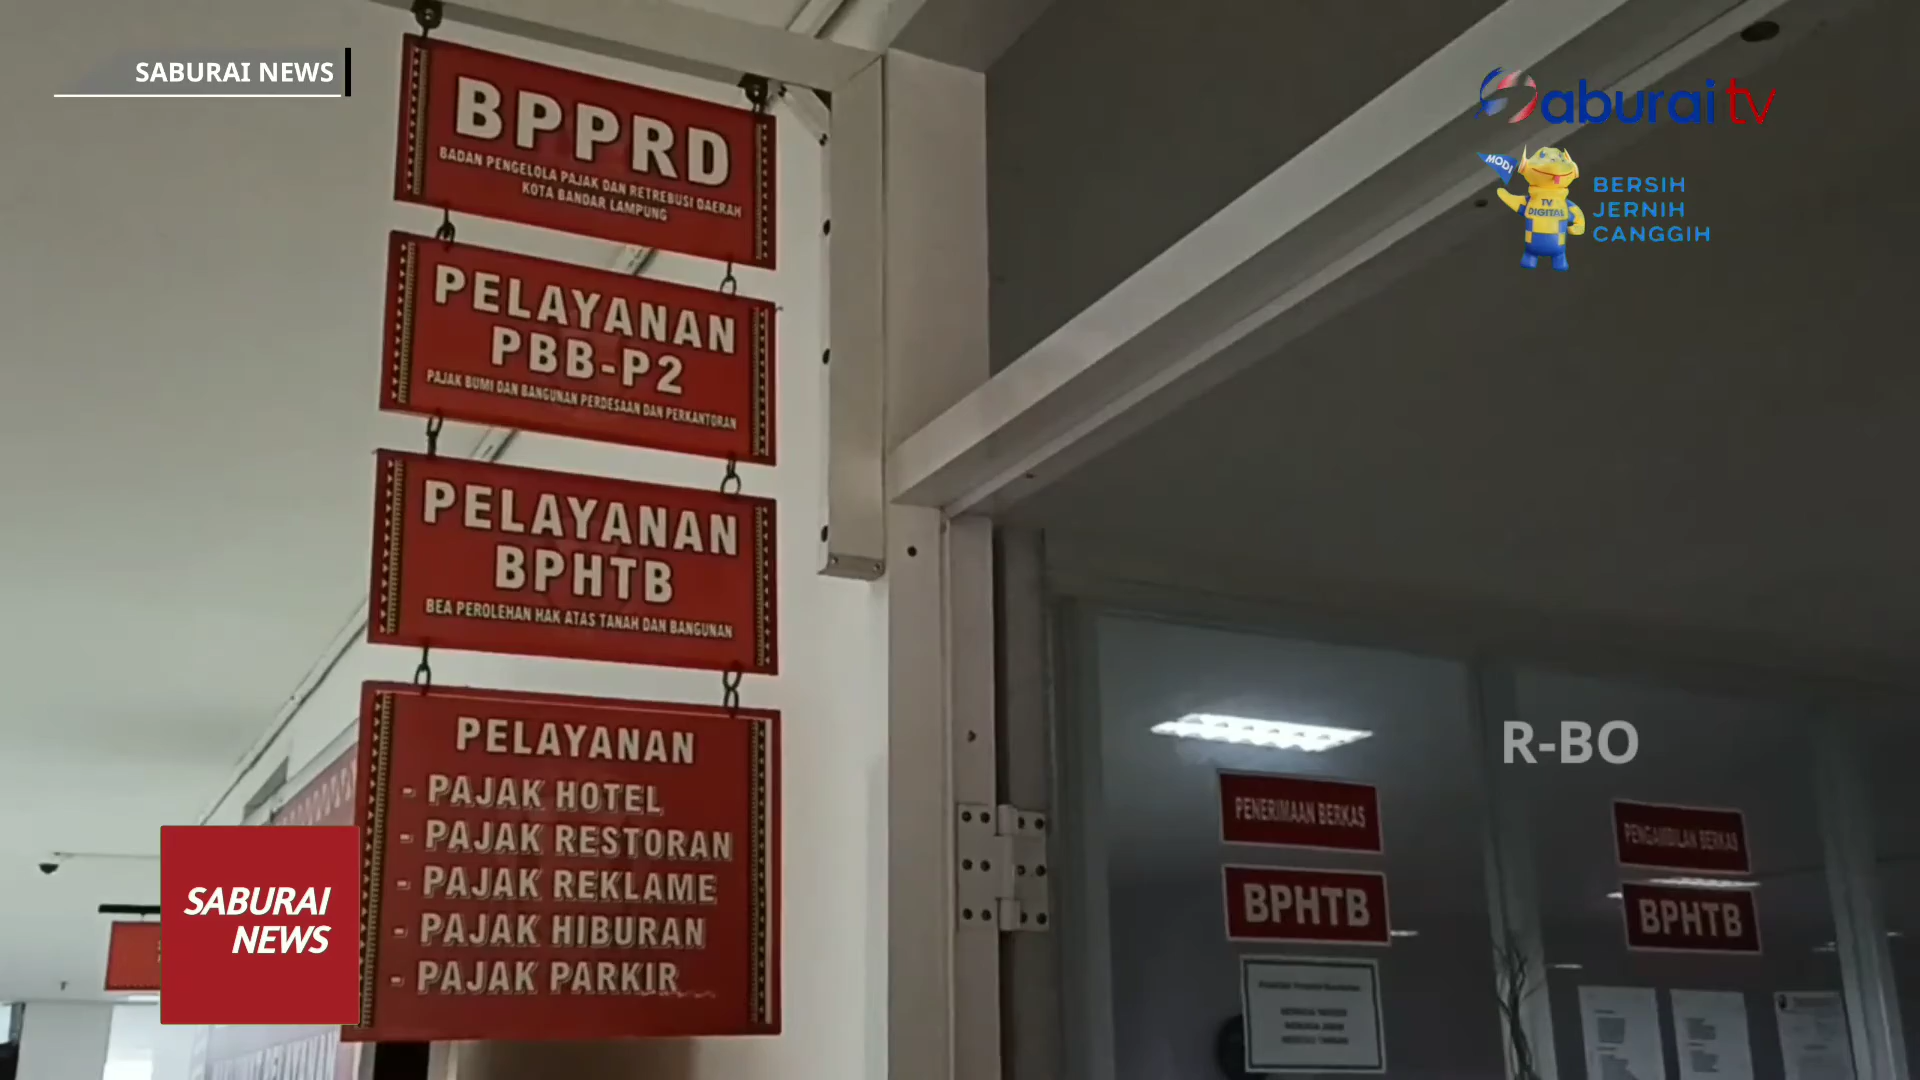 SABURAI NEWS
BPPRD
BADAN PENGELOLA PAJAK DAN RETREBUSI DAERAH
KOTA BANDAR LAMPUNG
PELAYANAN
PBB-P2
PAJAK BUMI DAN BANGUNAN PERDESAAN DAN PERKANTORAN
PELAYANAN
BPHTB
BEA PEROLEHAN HAK ATAS TANAH DAN BANGUNAN
PELAYANAN
- PAJAK HOTEL
- PAJAK RESTORAN
- PAJAK REKLAME
- PAJAK HIBURAN
- PAJAK PARKIR
SABURAI
NEWS
Saburai tv
MODI
TV
DIGITAL
BERSIH
JERNIH
CANGGIH
R-BO
PENERIMAAN BERKAS
BPHTB
PENGAMBILAN BERKAS
BPHTB